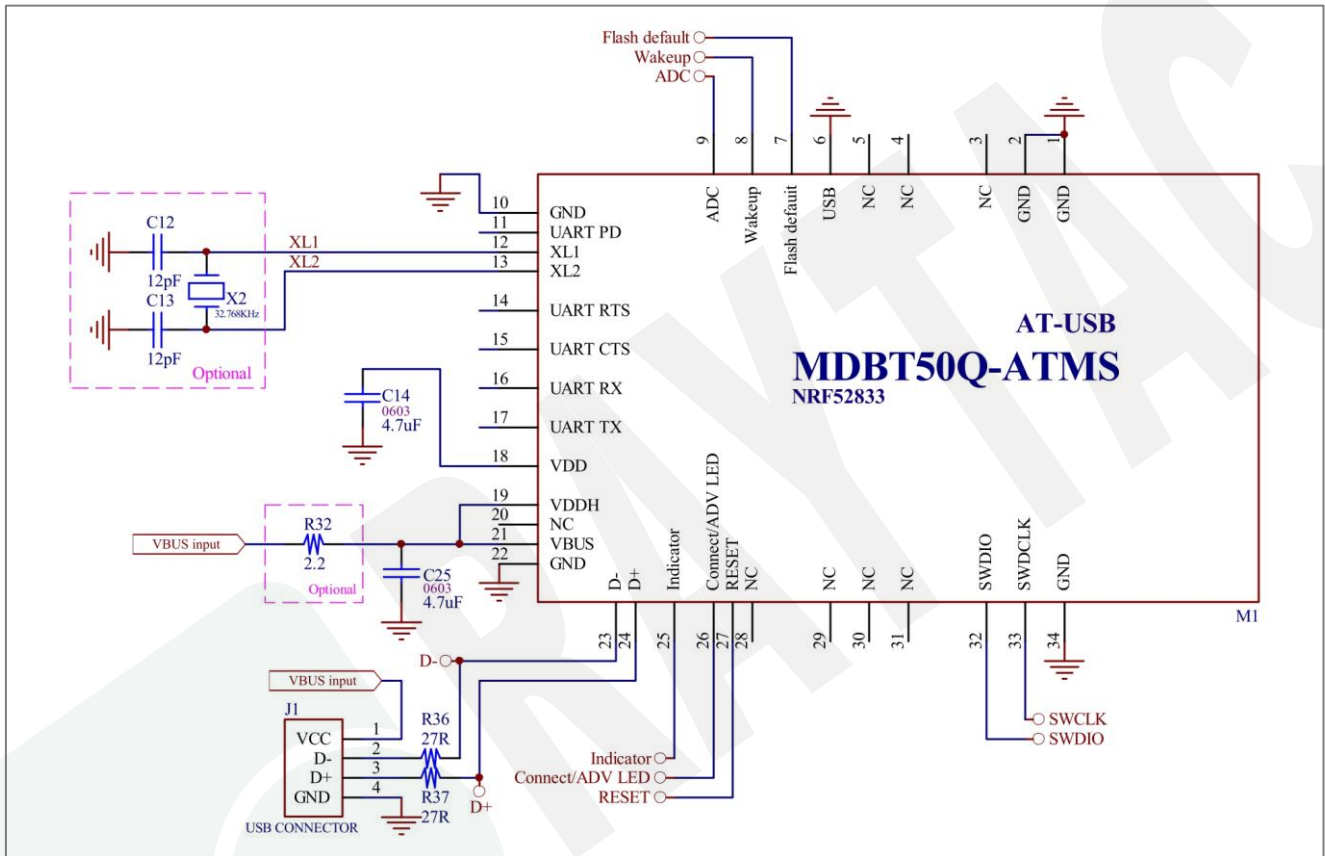 Flash default
Wakeup
ADC
9
8
7
6
5
4
3
2
1
ADC
Wakeup
Flash defauit
USB
NC
NC
NC
GND
GND
10
GND
11
UART PD
12
XL1
13
XL2
14
UART RTS
15
UART CTS
16
UART RX
17
UART TX
18
VDD
19
VDDH
20
NC
21
VBUS
22
GND
C12
12pF
C13
12pF
X2
32.768KHz
Optional
XL1
XL2
C14
0603
4.7uF
AT-USB
MDBT50Q-ATMS
NRF52833
VBUS input
R32
2.2
Optional
C25
0603
4.7uF
D-
D+
Indicator
Connect/ADV LED
RESET
NC
NC
NC
NC
SWDIO
SWDCLK
GND
M1
23
24
25
26
27
28
29
30
31
32
33
34
D-
VBUS input
J1
VCC
1
D-
2
D+
3
GND
4
USB CONNECTOR
R36
27R
R37
27R
D+
Indicator
Connect/ADV LED
RESET
SWCLK
SWDIO
RAYTAC